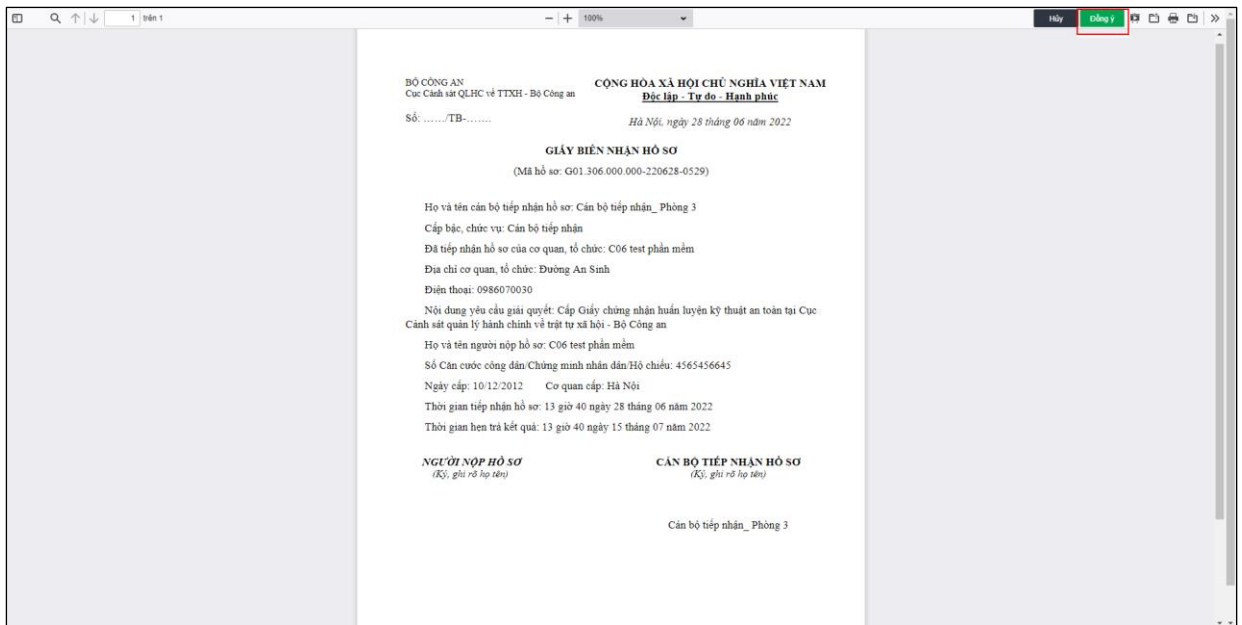 1 trên 1
100%
Hủy
Đồng ý
BỘ CÔNG AN
Cục Cảnh sát QLHC về TTXH - Bộ Công an
CỘNG HÒA XÃ HỘI CHỦ NGHĨA VIỆT NAM
Độc lập - Tự do - Hạnh phúc
Số: ....../TB-.......
Hà Nội, ngày 28 tháng 06 năm 2022
GIẤY BIÊN NHẬN HỒ SƠ
(Mã hồ sơ: G01.306.000.000-220628-0529)
Họ và tên cán bộ tiếp nhận hồ sơ: Cán bộ tiếp nhận_ Phòng 3
Cấp bậc, chức vụ: Cán bộ tiếp nhận
Đã tiếp nhận hồ sơ của cơ quan, tổ chức: C06 test phần mềm
Địa chỉ cơ quan, tổ chức: Đường An Sinh
Điện thoại: 0986070030
Nội dung yêu cầu giải quyết: Cấp Giấy chứng nhận huấn luyện kỹ thuật an toàn tại Cục
Cảnh sát quản lý hành chính về trật tự xã hội - Bộ Công an
Họ và tên người nộp hồ sơ: C06 test phần mềm
Số Căn cước công dân/Chứng minh nhân dân/Hộ chiếu: 4565456645
Ngày cấp: 10/12/2012 Cơ quan cấp: Hà Nội
Thời gian tiếp nhận hồ sơ: 13 giờ 40 ngày 28 tháng 06 năm 2022
Thời gian hẹn trả kết quả: 13 giờ 40 ngày 15 tháng 07 năm 2022
NGƯỜI NỘP HỒ SƠ
(Ký, ghi rõ họ tên)
CÁN BỘ TIẾP NHẬN HỒ SƠ
(Ký, ghi rõ họ tên)
Cán bộ tiếp nhận_ Phòng 3